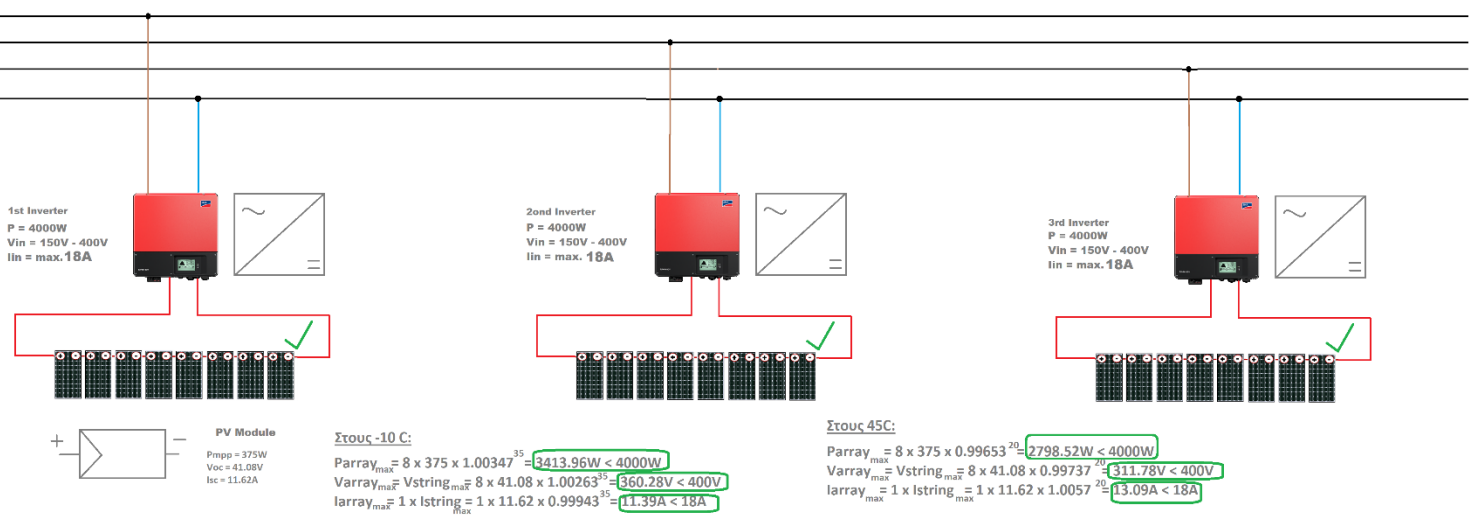 1st Inverter
P = 4000W
Vin = 150V - 400V
Iin = max.18A
2ond Inverter
P = 4000W
Vin = 150V - 400V
Iin = max. 18A
3rd Inverter
P = 4000W
Vin = 150V - 400V
Iin = max. 18A
PV Module
Pmpp = 375W
Voc = 41.08V
Isc = 11.62A
Στους -10 C:
Parraymax = 8 x 375 x 1.00347^35 = 3413.96W < 4000W
Varraymax = Vstringmax = 8 x 41.08 x 1.00263^35 = 360.28V < 400V
Iarraymax = 1 x Istringmax = 1 x 11.62 x 0.99943^35 = 11.39A < 18A
Στους 45C:
Parraymax = 8 x 375 x 0.99653^20 = 2798.52W < 4000W
Varraymax = Vstringmax = 8 x 41.08 x 0.99737^20 = 311.78V < 400V
Iarraymax = 1 x Istringmax = 1 x 11.62 x 1.0057^20 = 13.09A < 18A